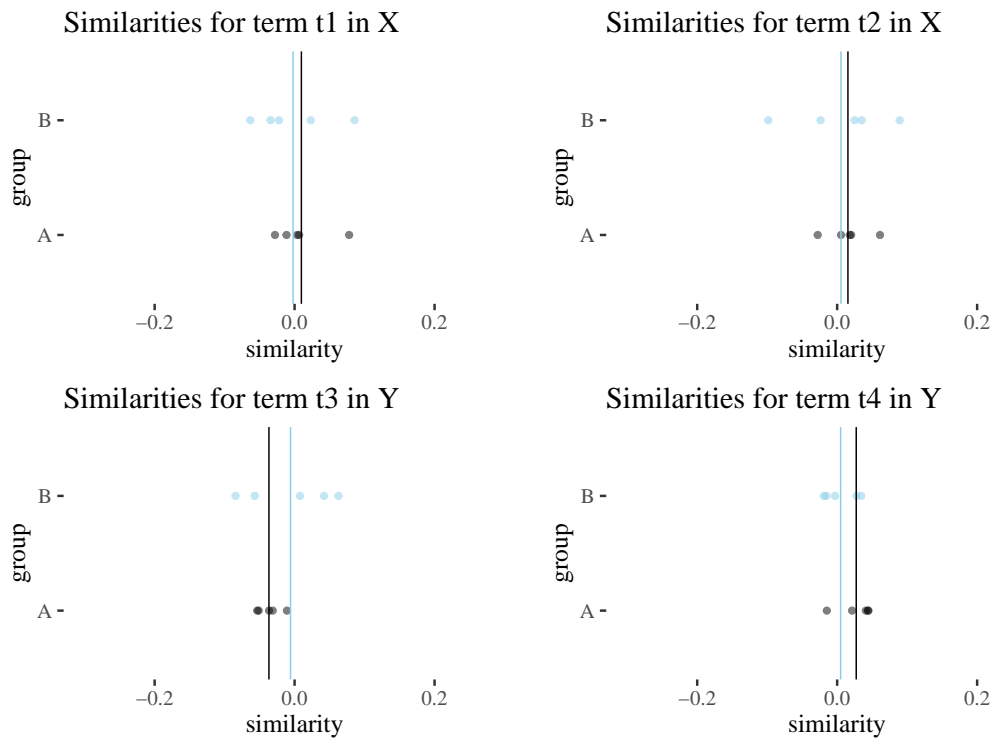 Similarities for term t1 in X
B
A
group
−0.2 0.0 0.2
similarity
Similarities for term t2 in X
B
A
group
−0.2 0.0 0.2
similarity
Similarities for term t3 in Y
B
A
group
−0.2 0.0 0.2
similarity
Similarities for term t4 in Y
B
A
group
−0.2 0.0 0.2
similarity